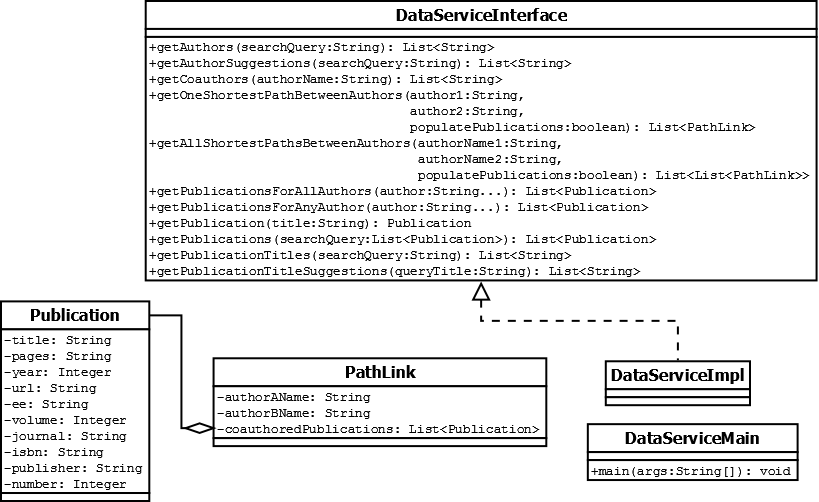 DataServiceInterface
+getAuthors(searchQuery:String): List<String>
+getAuthorSuggestions(searchQuery:String): List<String>
+getCoauthors(authorName:String): List<String>
+getOneShortestPathBetweenAuthors(author1:String,
author2:String,
populatePublications:boolean): List<PathLink>
+getAllShortestPathsBetweenAuthors(authorName1:String,
authorName2:String,
populatePublications:boolean): List<List<PathLink>>
+getPublicationsForAllAuthors(author:String...): List<Publication>
+getPublicationsForAnyAuthor(author:String...): List<Publication>
+getPublication(title:String): Publication
+getPublications(searchQuery:List<Publication>): List<Publication>
+getPublicationTitles(searchQuery:String): List<String>
+getPublicationTitleSuggestions(queryTitle:String): List<String>
Publication
-title: String
-pages: String
-year: Integer
-url: String
-ee: String
-volume: Integer
-journal: String
-isbn: String
-publisher: String
-number: Integer
PathLink
-authorAName: String
-authorBName: String
-coauthoredPublications: List<Publication>
DataServiceImpl
DataServiceMain
+main(args:String[]): void